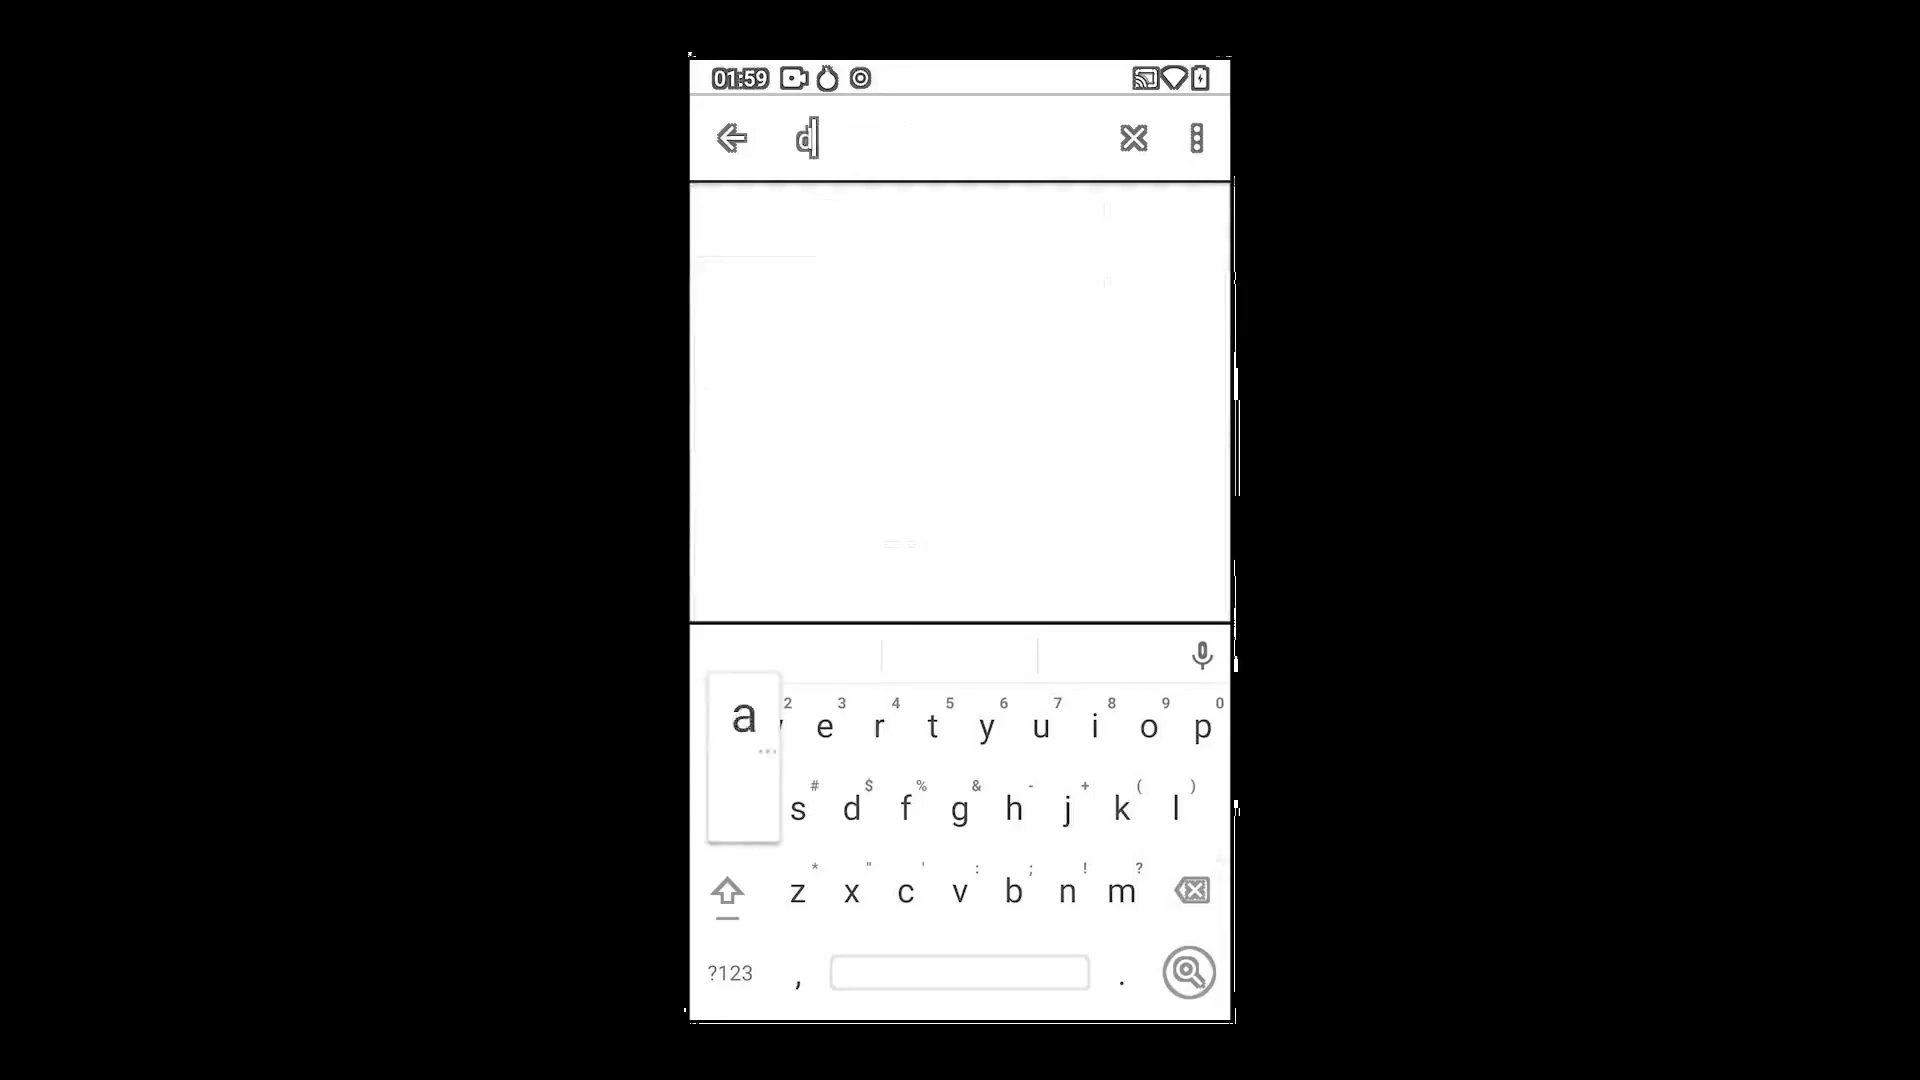 01:59
d
a
2 3 4 5 6 7 8 9 0
e r t y u i o p
# $ % & - + ( )
s d f g h j k l
* " ' : ; ! ?
z x c v b n m
?123 , .